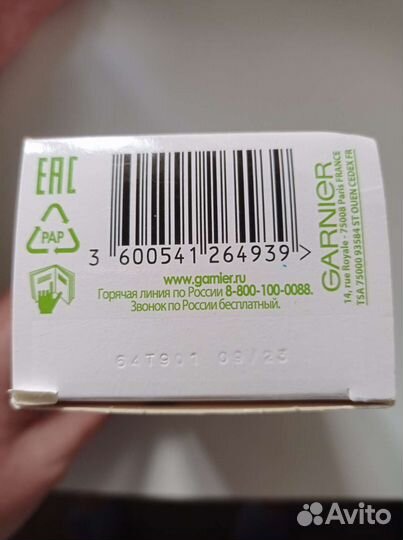 EAC
PAP
3 600541 264939 >
www.garnier.ru
Горячая линия по России 8-800-100-0088.
Звонок по России бесплатный.
GARNIER
14, rue Royale - 75008 Paris FRANCE
TSA 75000 93584 ST OUEN CEDEX FR
64T901 09/23
Avito